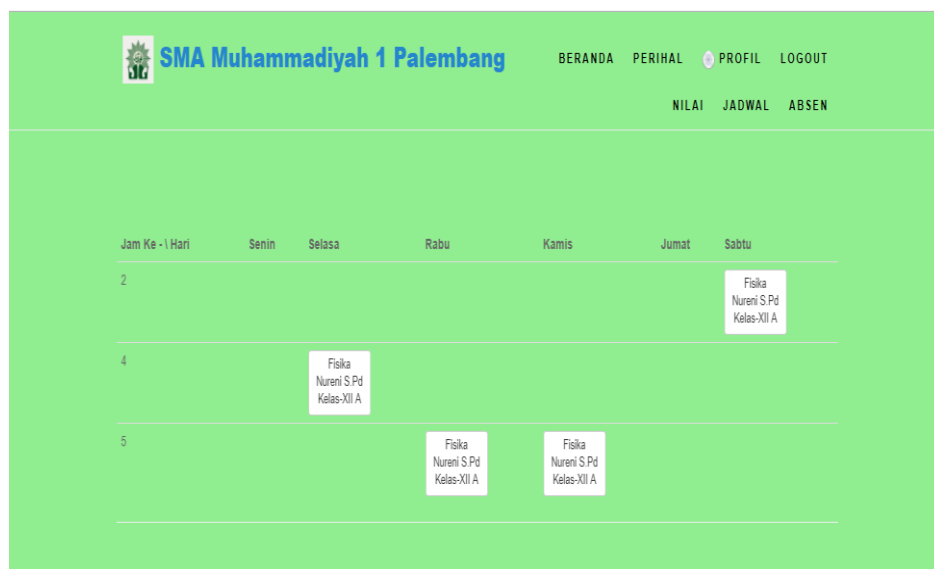 SMA Muhammadiyah 1 Palembang
BERANDA PERIHAL PROFIL LOGOUT
NILAI JADWAL ABSEN
Jam Ke - \ Hari Senin Selasa Rabu Kamis Jumat Sabtu
2
Fisika
Nureni S.Pd
Kelas-XII A
4
Fisika
Nureni S.Pd
Kelas-XII A
5
Fisika
Nureni S.Pd
Kelas-XII A
Fisika
Nureni S.Pd
Kelas-XII A